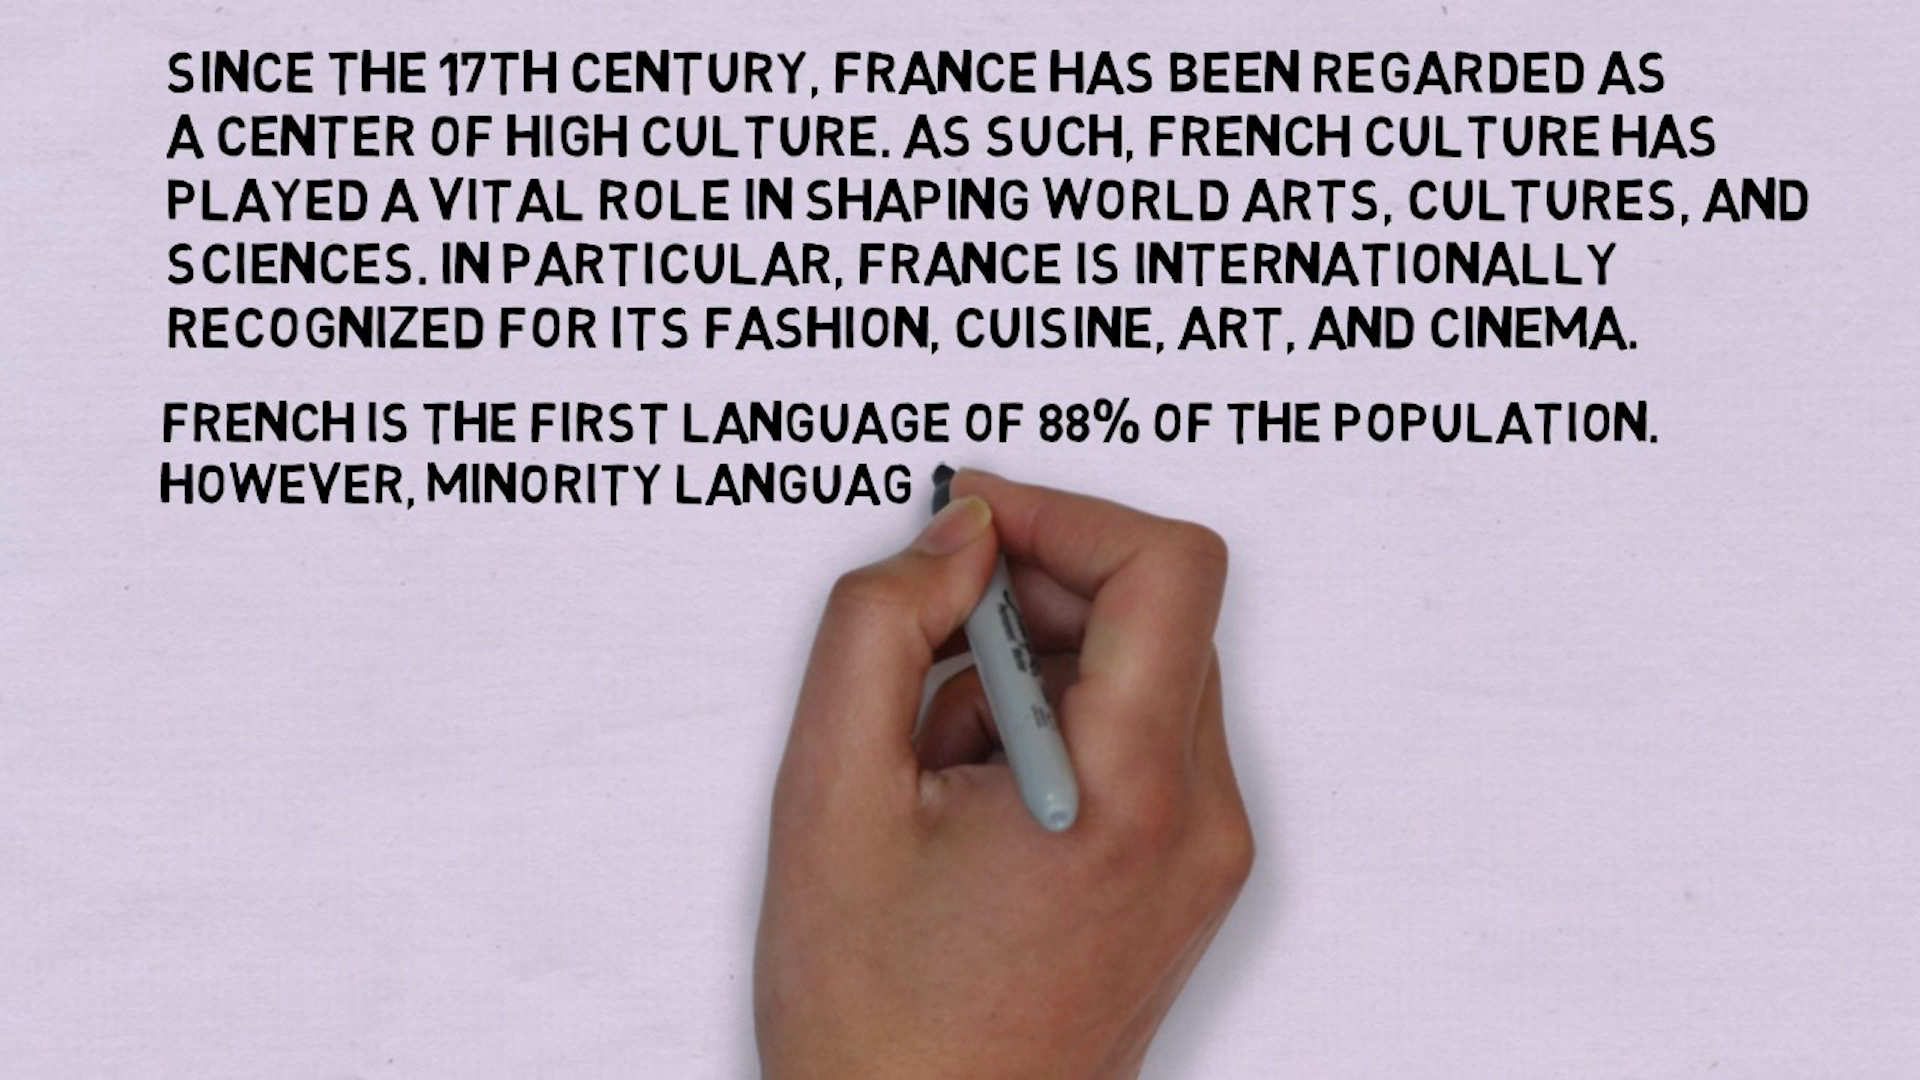 SINCE THE 17TH CENTURY, FRANCE HAS BEEN REGARDED AS
A CENTER OF HIGH CULTURE. AS SUCH, FRENCH CULTURE HAS
PLAYED A VITAL ROLE IN SHAPING WORLD ARTS, CULTURES, AND
SCIENCES. IN PARTICULAR, FRANCE IS INTERNATIONALLY
RECOGNIZED FOR ITS FASHION, CUISINE, ART, AND CINEMA.
FRENCH IS THE FIRST LANGUAGE OF 88% OF THE POPULATION.
HOWEVER, MINORITY LANGUAG